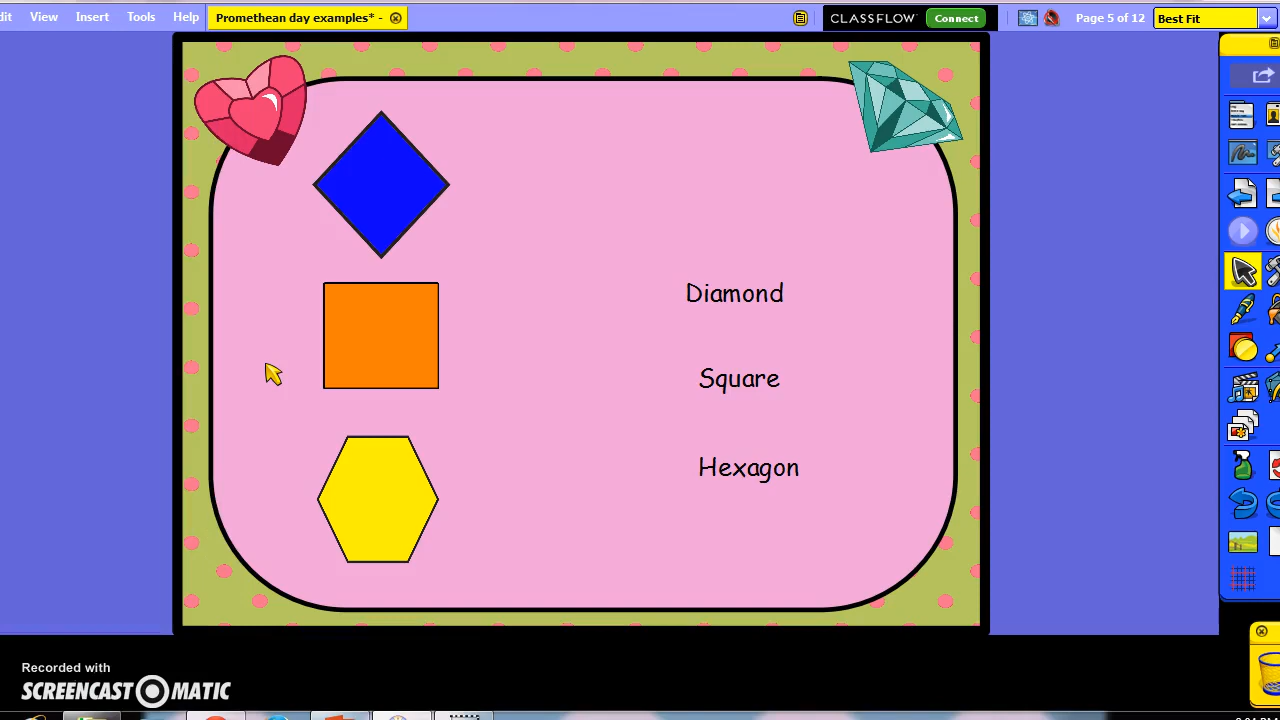 dit View Insert Tools Help Promethean day examples* - CLASSFLOW Connect Page 5 of 12 Best Fit
Diamond
Square
Hexagon
Recorded with
SCREENCAST MATIC